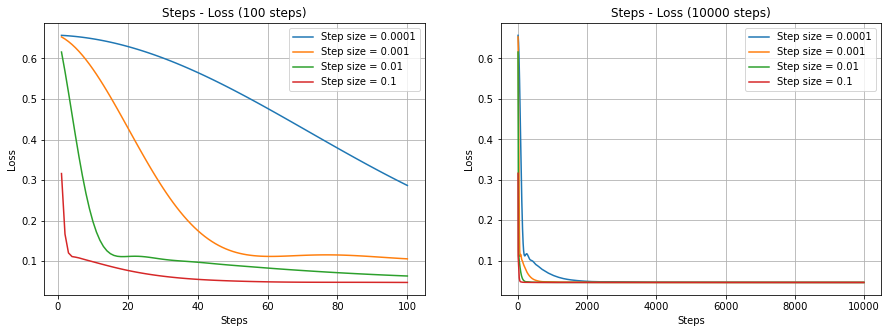 Steps - Loss (100 steps)
Loss
0.6
0.5
0.4
0.3
0.2
0.1
Step size = 0.0001
Step size = 0.001
Step size = 0.01
Step size = 0.1
0 20 40 60 80 100
Steps
Steps - Loss (10000 steps)
Loss
0.6
0.5
0.4
0.3
0.2
0.1
Step size = 0.0001
Step size = 0.001
Step size = 0.01
Step size = 0.1
0 2000 4000 6000 8000 10000
Steps